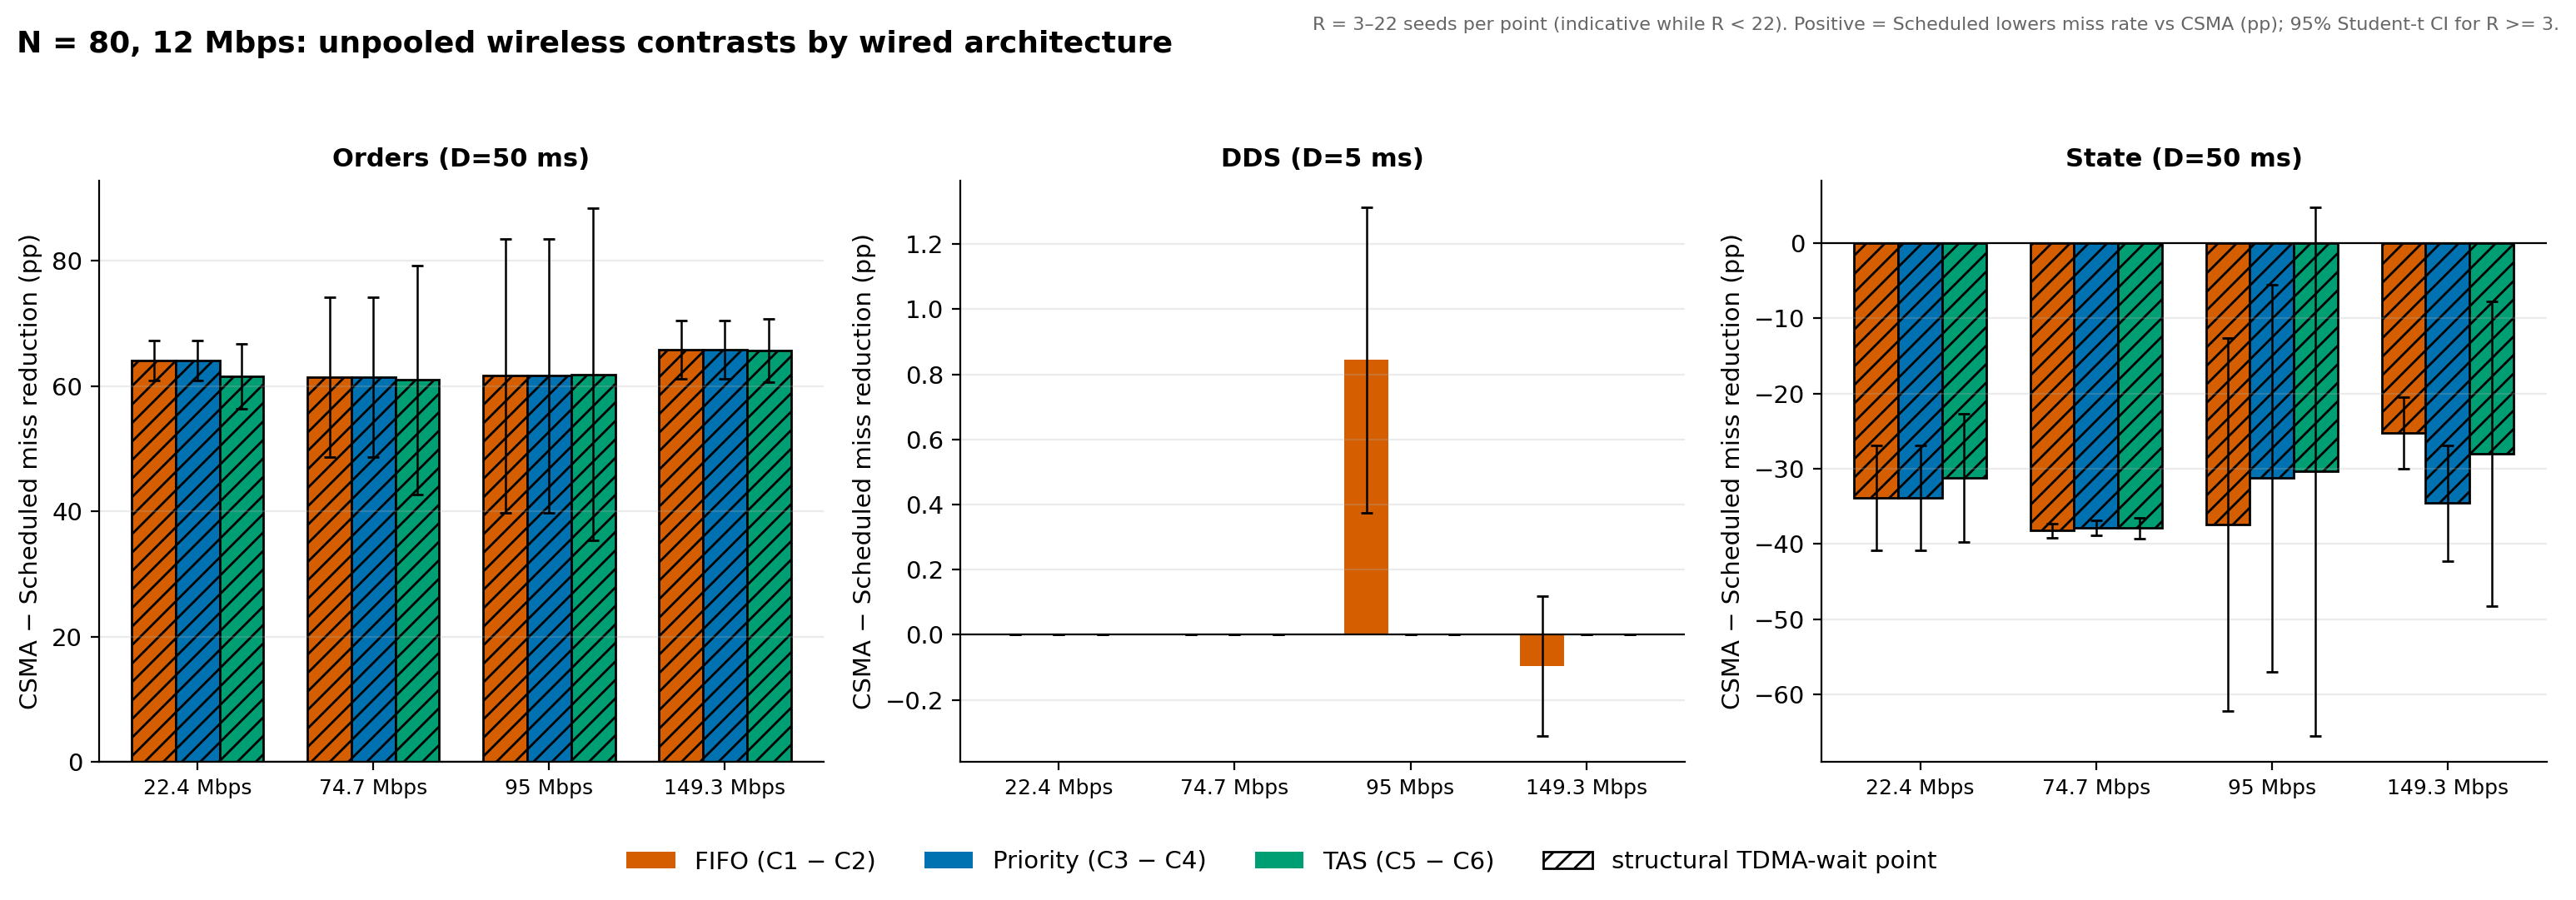 R = 3–22 seeds per point (indicative while R < 22). Positive = Scheduled lowers miss rate vs CSMA (pp); 95% Student-t CI for R >= 3.
N = 80, 12 Mbps: unpooled wireless contrasts by wired architecture
Orders (D=50 ms)
CSMA − Scheduled miss reduction (pp)
80
60
40
20
0
22.4 Mbps
74.7 Mbps
95 Mbps
149.3 Mbps
DDS (D=5 ms)
CSMA − Scheduled miss reduction (pp)
1.2
1.0
0.8
0.6
0.4
0.2
0.0
−0.2
22.4 Mbps
74.7 Mbps
95 Mbps
149.3 Mbps
State (D=50 ms)
CSMA − Scheduled miss reduction (pp)
0
−10
−20
−30
−40
−50
−60
22.4 Mbps
74.7 Mbps
95 Mbps
149.3 Mbps
FIFO (C1 − C2)
Priority (C3 − C4)
TAS (C5 − C6)
structural TDMA-wait point